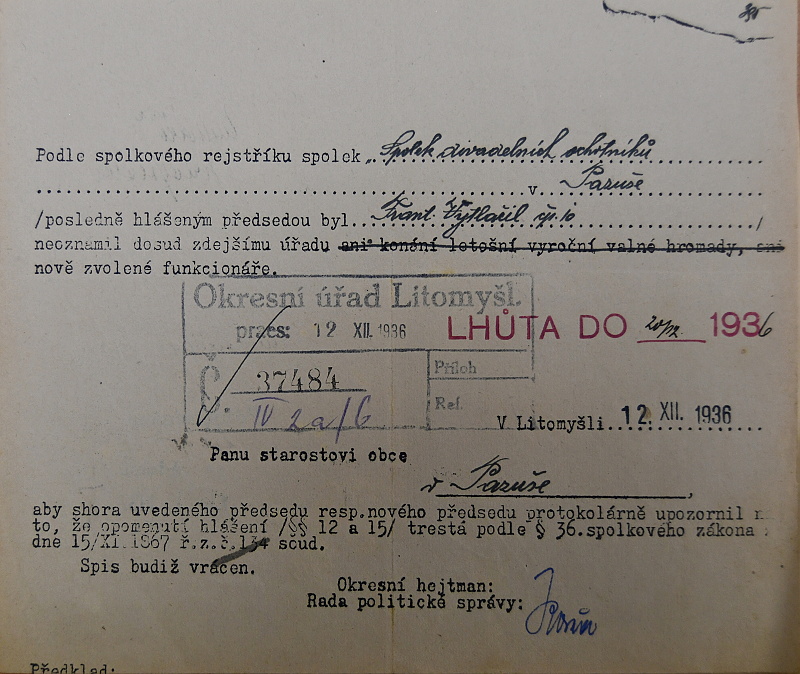 Podle spolkového rejstříku spolek „Spolek divadelních ochotníků
v Pazuše
/posledně hlášeným předsedou byl Frant. Vytlačil čp.10 /
neoznámil dosud zdejšímu úřadu ani konání letošní výroční valné hromady, ani
nově zvolené funkcionáře.
Okresní úřad Litomyšl.
praes: 12 XII. 1936
LHŮTA DO 1936
Č. 37484
Příloh
IV 2a/6
Ref.
V Litomyšli 12. XII. 1936
Panu starostovi obce
v Pazuše,
aby shora uvedeného předsedu resp.nového předsedu protokolárně upozornil n
to, že opomenutí hlášení /§§ 12 a 15/ trestá podle § 36.spolkového zákona
dne 15/XI.1867 ř.z.č.134 soud.
Spis budiž vrácen.
Okresní hejtman:
Rada politické správy:
Předklad: